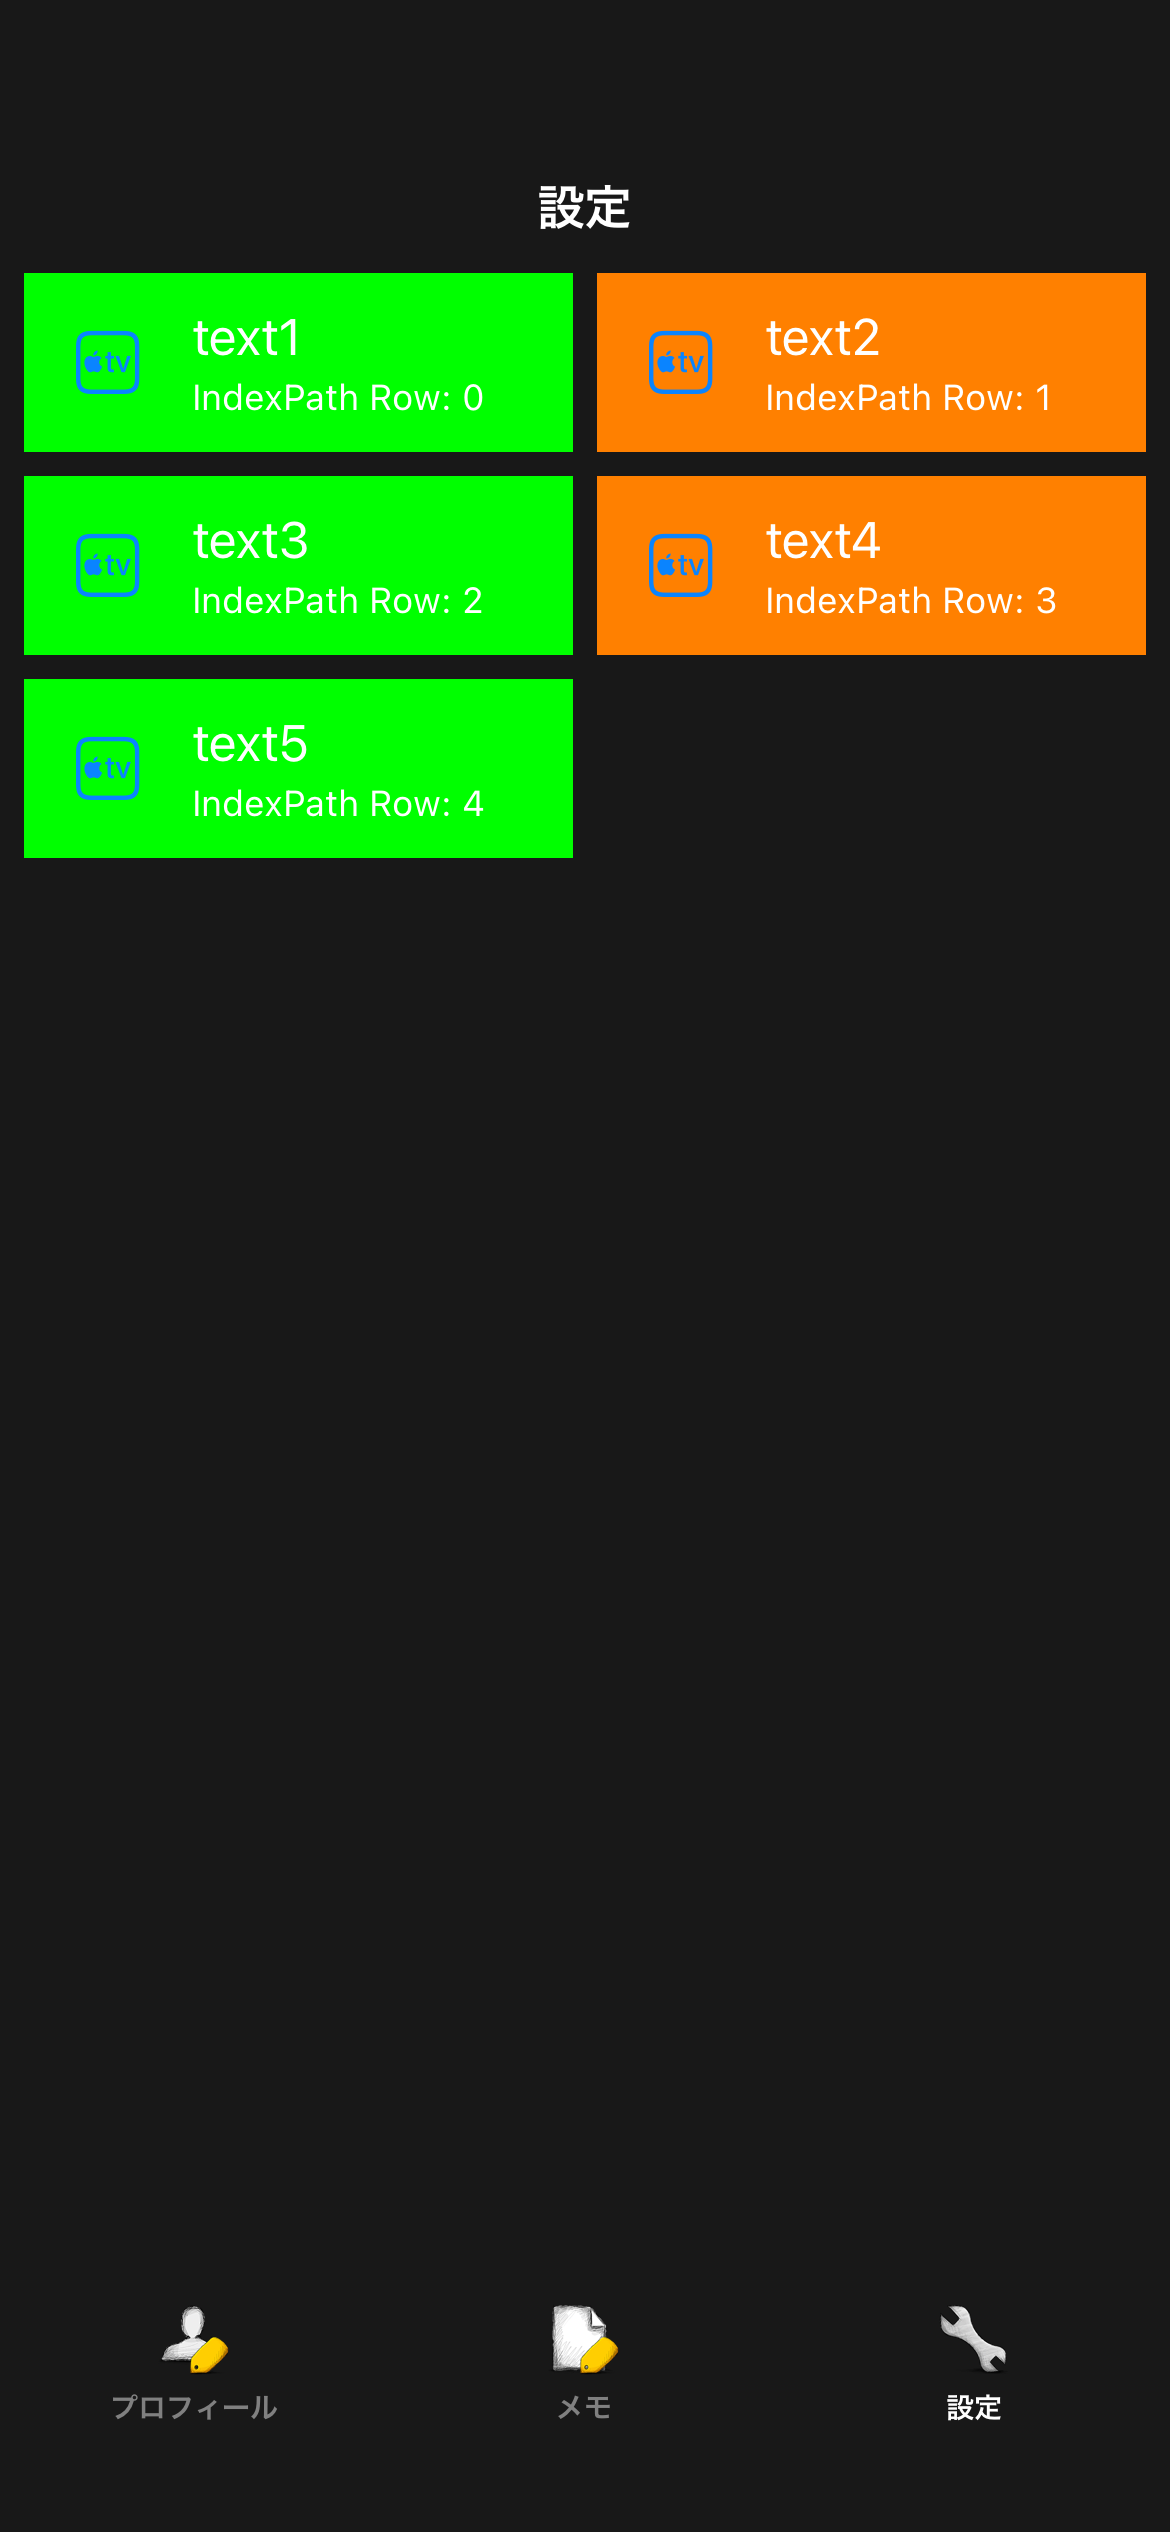 設定
tv
text1
IndexPath Row: 0
tv
text2
IndexPath Row: 1
tv
text3
IndexPath Row: 2
tv
text4
IndexPath Row: 3
tv
text5
IndexPath Row: 4
プロフィール
メモ
設定